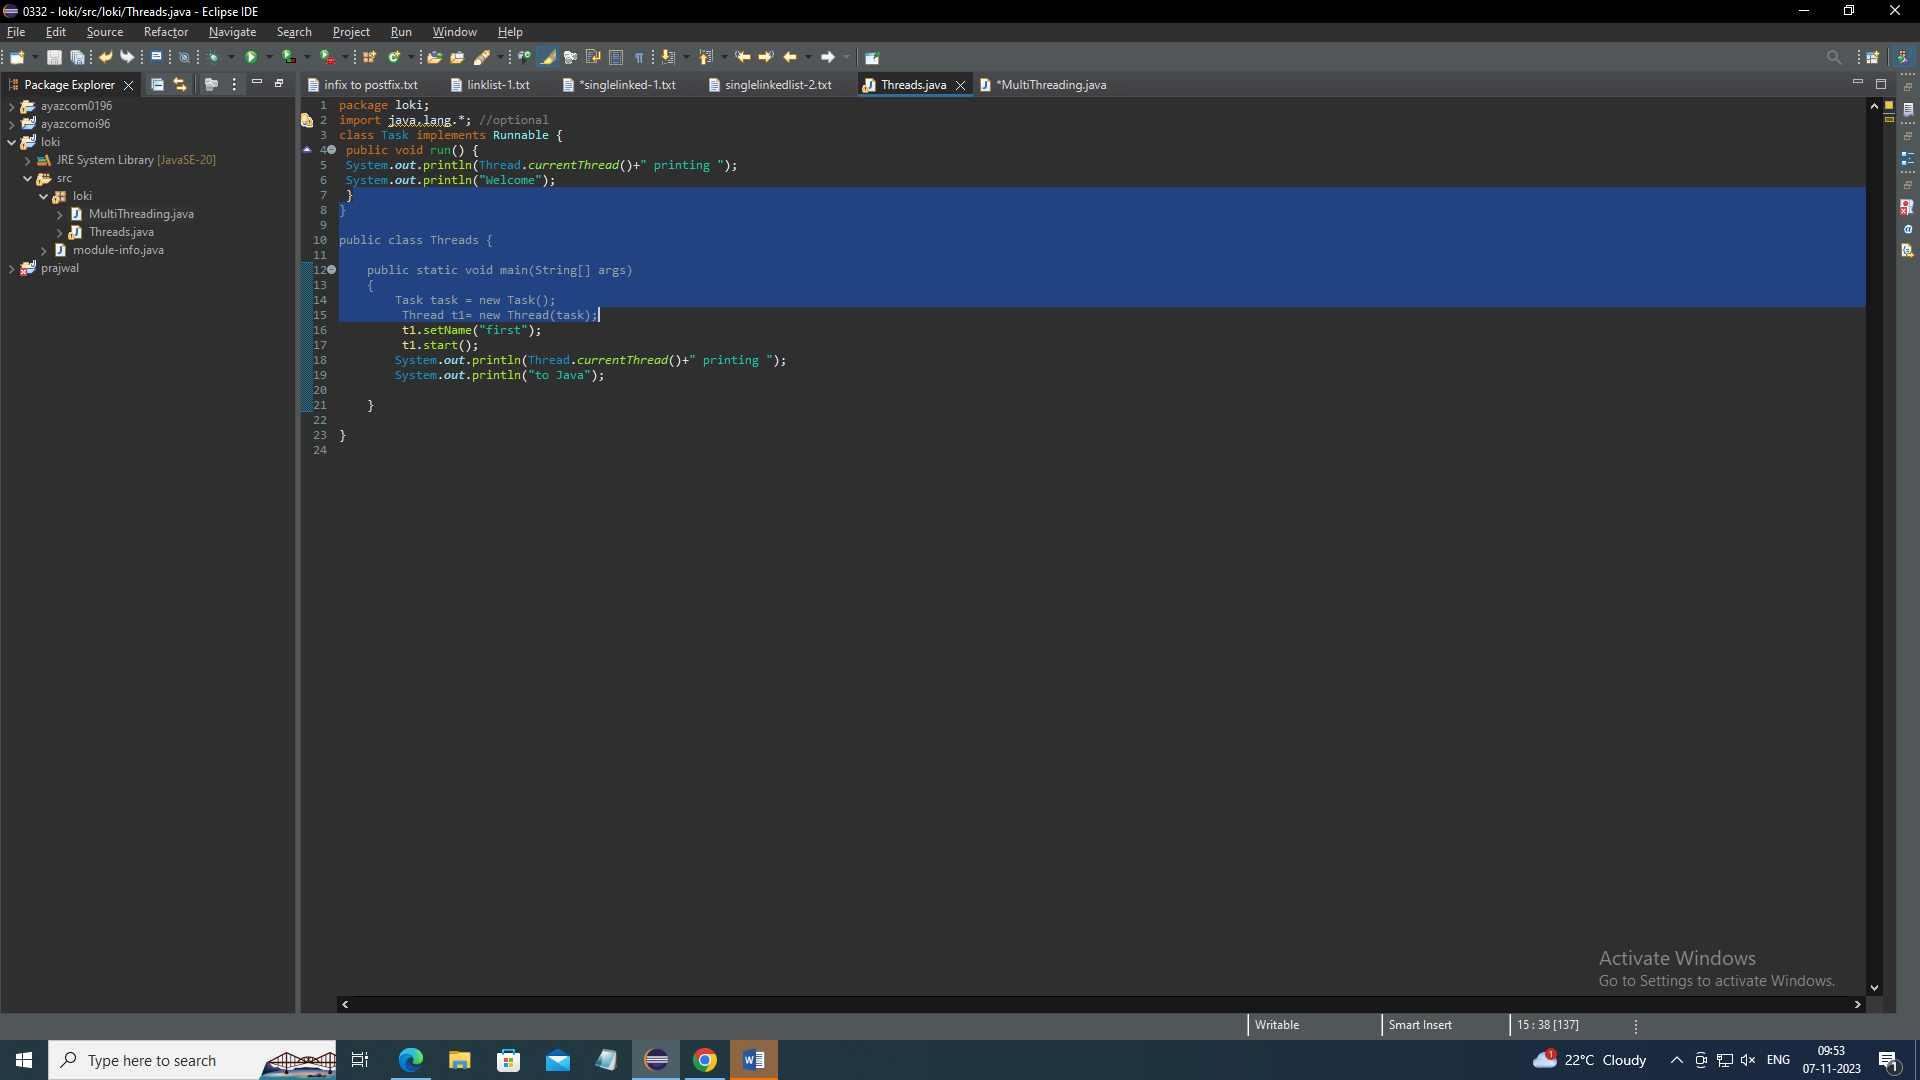 0332 - loki/src/loki/Threads.java - Eclipse IDE
File Edit Source Refactor Navigate Search Project Run Window Help
Package Explorer
infix to postfix.txt linklist-1.txt *singlelinked-1.txt singlelinkedlist-2.txt Threads.java *MultiThreading.java
ayazcom0196
ayazcomoi96
loki
JRE System Library [JavaSE-20]
src
loki
MultiThreading.java
Threads.java
module-info.java
prajwal
1 package loki;
2 import java.lang.*; //optional
3 class Task implements Runnable {
4 public void run() {
5 System.out.println(Thread.currentThread()+" printing ");
6 System.out.println("Welcome");
7 }
8 }
9
10 public class Threads {
11
12 public static void main(String[] args)
13 {
14 Task task = new Task();
15 Thread t1= new Thread(task);
16 t1.setName("first");
17 t1.start();
18 System.out.println(Thread.currentThread()+" printing ");
19 System.out.println("to Java");
20
21 }
22
23 }
24
Activate Windows
Go to Settings to activate Windows.
Writable Smart Insert 15 : 38 [137]
Type here to search
1 22°C Cloudy ENG 09:53
07-11-2023 1